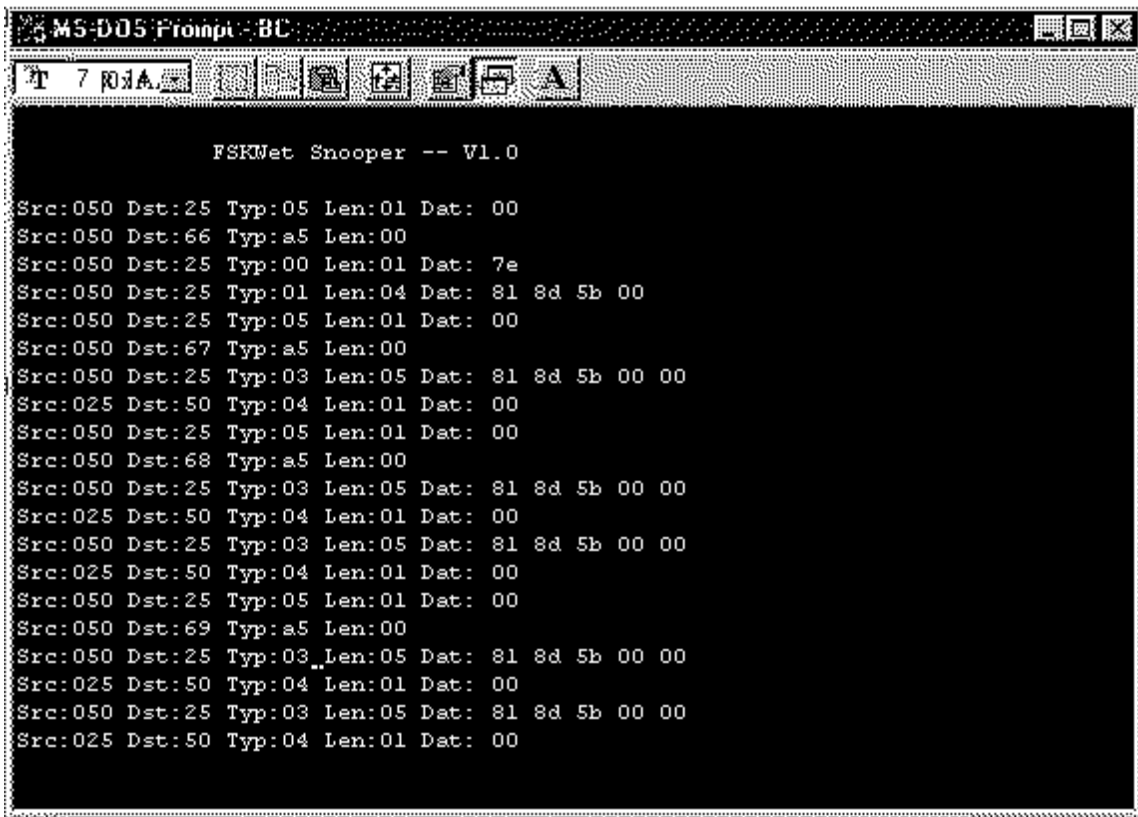 MS-DOS Prompt - BC
FSKNet Snooper -- V1.0
Src:050 Dst:25 Typ:05 Len:01 Dat: 00
Src:050 Dst:66 Typ:a5 Len:00
Src:050 Dst:25 Typ:00 Len:01 Dat: 7e
Src:050 Dst:25 Typ:01 Len:04 Dat: 81 8d 5b 00
Src:050 Dst:25 Typ:05 Len:01 Dat: 00
Src:050 Dst:67 Typ:a5 Len:00
Src:050 Dst:25 Typ:03 Len:05 Dat: 81 8d 5b 00 00
Src:025 Dst:50 Typ:04 Len:01 Dat: 00
Src:050 Dst:25 Typ:05 Len:01 Dat: 00
Src:050 Dst:68 Typ:a5 Len:00
Src:050 Dst:25 Typ:03 Len:05 Dat: 81 8d 5b 00 00
Src:025 Dst:50 Typ:04 Len:01 Dat: 00
Src:050 Dst:25 Typ:03 Len:05 Dat: 81 8d 5b 00 00
Src:025 Dst:50 Typ:04 Len:01 Dat: 00
Src:050 Dst:25 Typ:05 Len:01 Dat: 00
Src:050 Dst:69 Typ:a5 Len:00
Src:050 Dst:25 Typ:03 Len:05 Dat: 81 8d 5b 00 00
Src:025 Dst:50 Typ:04 Len:01 Dat: 00
Src:050 Dst:25 Typ:03 Len:05 Dat: 81 8d 5b 00 00
Src:025 Dst:50 Typ:04 Len:01 Dat: 00